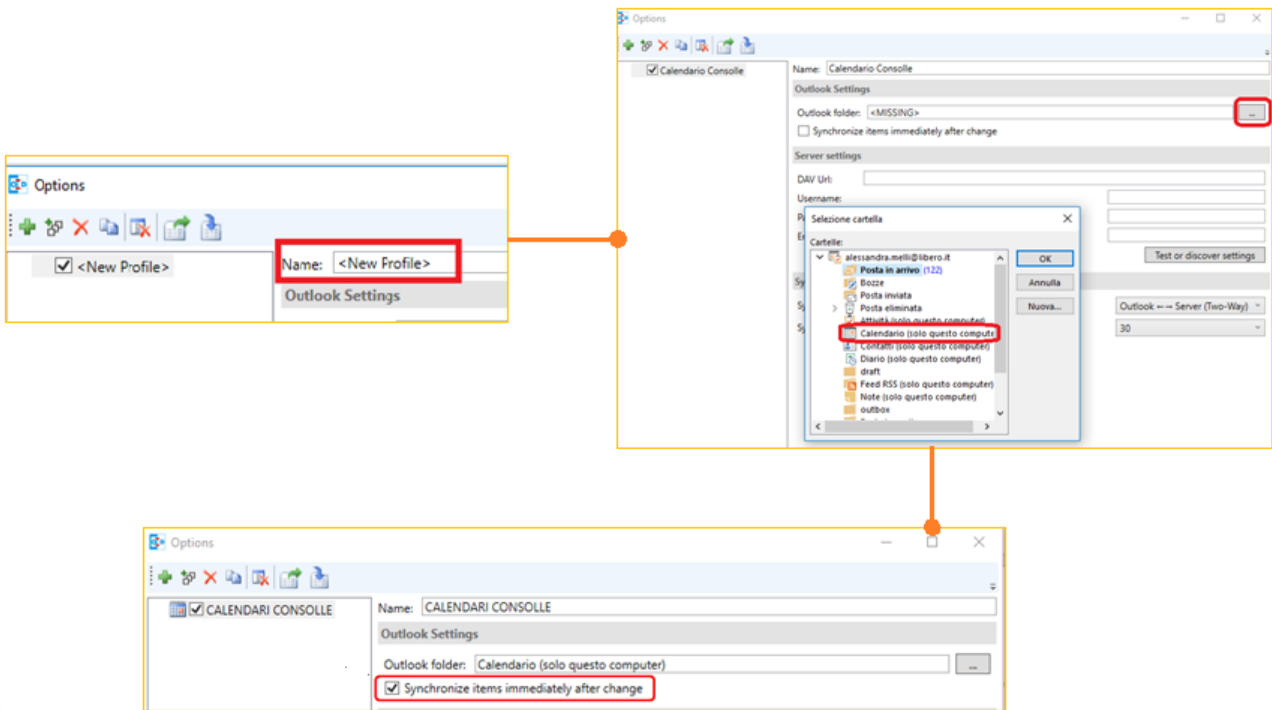 Options
<New Profile>
Name: <New Profile>
Outlook Settings
Options
Calendario Consolle
Name: Calendario Consolle
Outlook Settings
Outlook folder: <MISSING>
...
Synchronize items immediately after change
Server settings
DAV Url:
Username:
Selezione cartella
Cartelle:
alessandra.melli@libero.it
Posta in arrivo (122)
Bozze
Posta inviata
Posta eliminata
Attività (solo questo computer)
Calendario (solo questo compute
Contatti (solo questo computer)
Diario (solo questo computer)
draft
Feed RSS (solo questo computer)
Note (solo questo computer)
outbox
OK
Annulla
Nuova...
Test or discover settings
Outlook ←→ Server (Two-Way)
30
Options
CALENDARI CONSOLLE
Name: CALENDARI CONSOLLE
Outlook Settings
Outlook folder: Calendario (solo questo computer)
...
Synchronize items immediately after change